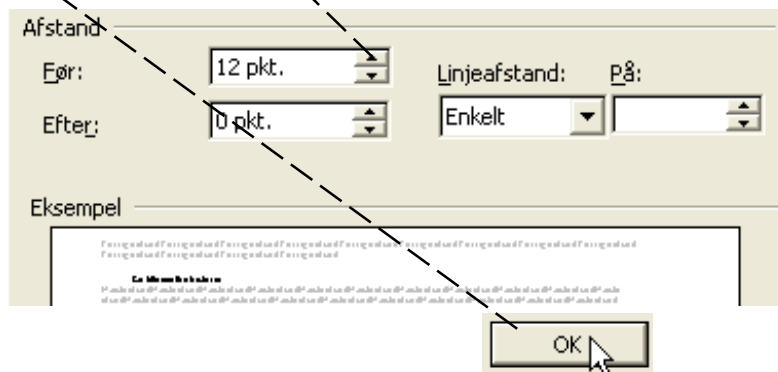 Afstand
Før: 12 pkt. Linjeafstand: På:
Efter: 0 pkt. Enkelt
Eksempel
OK